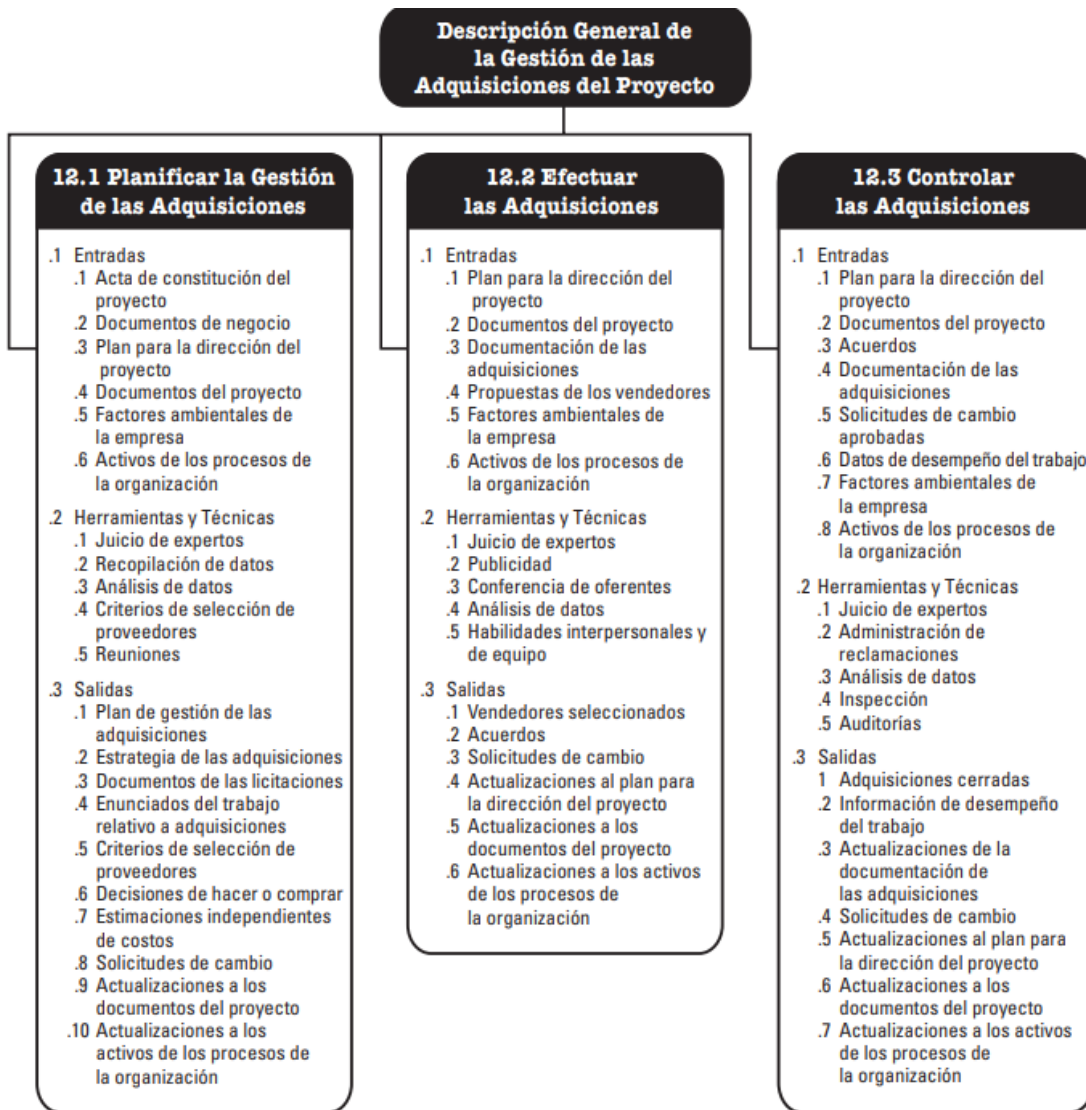 Descripción General de
la Gestión de las
Adquisiciones del Proyecto
12.1 Planificar la Gestión
de las Adquisiciones
.1 Entradas
.1 Acta de constitución del
proyecto
.2 Documentos de negocio
.3 Plan para la dirección del
proyecto
.4 Documentos del proyecto
.5 Factores ambientales de
la empresa
.6 Activos de los procesos de
la organización
.2 Herramientas y Técnicas
.1 Juicio de expertos
.2 Recopilación de datos
.3 Análisis de datos
.4 Criterios de selección de
proveedores
.5 Reuniones
.3 Salidas
.1 Plan de gestión de las
adquisiciones
.2 Estrategia de las adquisiciones
.3 Documentos de las licitaciones
.4 Enunciados del trabajo
relativo a adquisiciones
.5 Criterios de selección de
proveedores
.6 Decisiones de hacer o comprar
.7 Estimaciones independientes
de costos
.8 Solicitudes de cambio
.9 Actualizaciones a los
documentos del proyecto
.10 Actualizaciones a los
activos de los procesos de
la organización
12.2 Efectuar
las Adquisiciones
.1 Entradas
.1 Plan para la dirección del
proyecto
.2 Documentos del proyecto
.3 Documentación de las
adquisiciones
.4 Propuestas de los vendedores
.5 Factores ambientales de
la empresa
.6 Activos de los procesos de
la organización
.2 Herramientas y Técnicas
.1 Juicio de expertos
.2 Publicidad
.3 Conferencia de oferentes
.4 Análisis de datos
.5 Habilidades interpersonales y
de equipo
.3 Salidas
.1 Vendedores seleccionados
.2 Acuerdos
.3 Solicitudes de cambio
.4 Actualizaciones al plan para
la dirección del proyecto
.5 Actualizaciones a los
documentos del proyecto
.6 Actualizaciones a los activos
de los procesos de
la organización
12.3 Controlar
las Adquisiciones
.1 Entradas
.1 Plan para la dirección del
proyecto
.2 Documentos del proyecto
.3 Acuerdos
.4 Documentación de las
adquisiciones
.5 Solicitudes de cambio
aprobadas
.6 Datos de desempeño del trabajo
.7 Factores ambientales de
la empresa
.8 Activos de los procesos de
la organización
.2 Herramientas y Técnicas
.1 Juicio de expertos
.2 Administración de
reclamaciones
.3 Análisis de datos
.4 Inspección
.5 Auditorías
.3 Salidas
1 Adquisiciones cerradas
.2 Información de desempeño
del trabajo
.3 Actualizaciones de la
documentación de
las adquisiciones
.4 Solicitudes de cambio
.5 Actualizaciones al plan para
la dirección del proyecto
.6 Actualizaciones a los
documentos del proyecto
.7 Actualizaciones a los activos
de los procesos de
la organización